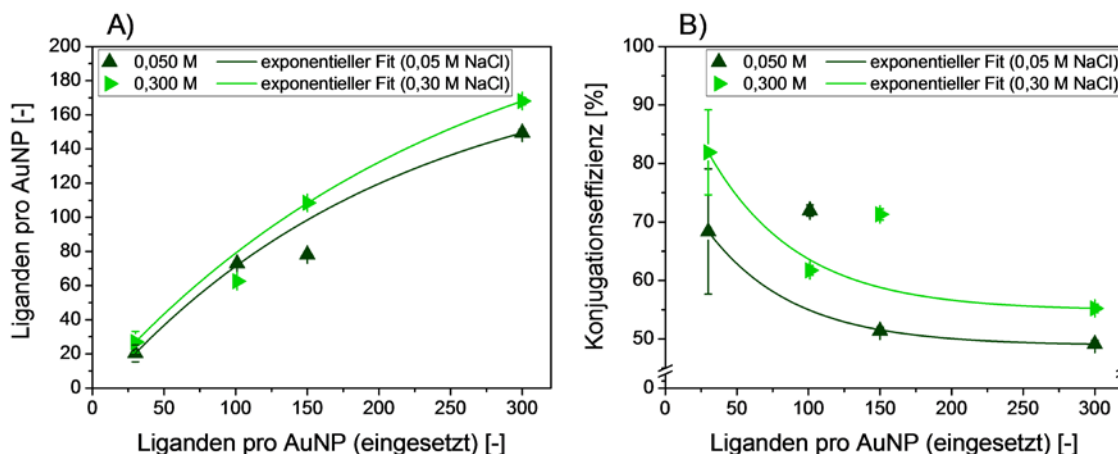 A)
200
180
160
140
120
100
80
60
40
20
0
0 50 100 150 200 250 300
Liganden pro AuNP [-]
Liganden pro AuNP (eingesetzt) [-]
0,050 M exponentieller Fit (0,05 M NaCl)
0,300 M exponentieller Fit (0,30 M NaCl)
B)
100
90
80
70
60
50
0
0 50 100 150 200 250 300
Konjugationseffizienz [%]
Liganden pro AuNP (eingesetzt) [-]
0,050 M exponentieller Fit (0,05 M NaCl)
0,300 M exponentieller Fit (0,30 M NaCl)